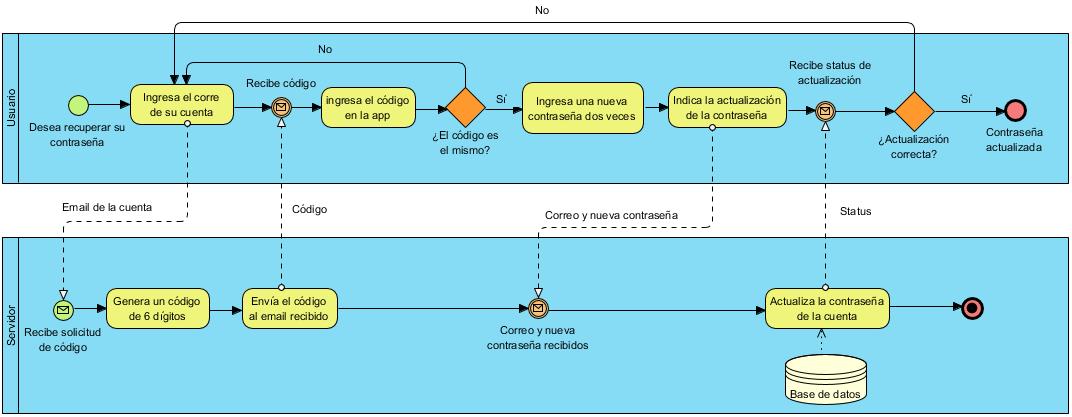 No
No
Usuario
Desea recuperar su
contraseña
Ingresa el corre
de su cuenta
Recibe código
ingresa el código
en la app
¿El código es
el mismo?
Sí
Ingresa una nueva
contraseña dos veces
Indica la actualización
de la contraseña
Recibe status de
actualización
¿Actualización
correcta?
Sí
Contraseña
actualizada
Email de la cuenta
Código
Correo y nueva contraseña
Status
Servidor
Recibe solicitud
de código
Genera un código
de 6 dígitos
Envía el código
al email recibido
Correo y nueva
contraseña recibidos
Actualiza la contraseña
de la cuenta
Base de datos